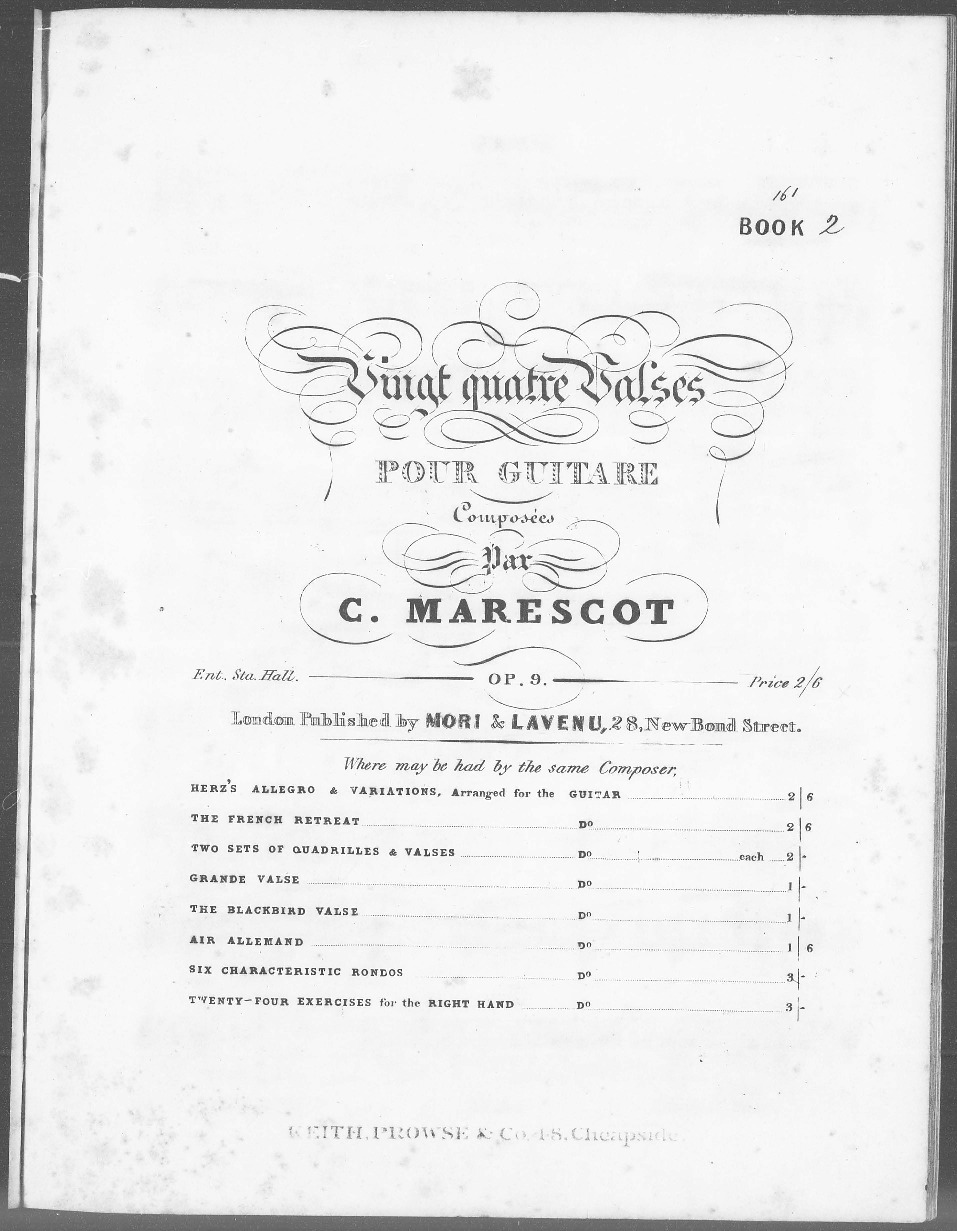 161
BOOK 2
Vingt quatre Valses
POUR GUITARE
Composées
Par
C. MARESCOT
Ent. Sta. Hall. OP. 9. Price 2/6
London Published by MORI & LAVENU, 28, New Bond Street.
Where may be had by the same Composer,
HERZ'S ALLEGRO & VARIATIONS, Arranged for the GUITAR 2 | 6
THE FRENCH RETREAT Do 2 | 6
TWO SETS OF QUADRILLES & VALSES Do each 2 | -
GRANDE VALSE Do 1 | -
THE BLACKBIRD VALSE Do 1 | -
AIR ALLEMAND Do 1 | 6
SIX CHARACTERISTIC RONDOS Do 3 | -
TWENTY-FOUR EXERCISES for the RIGHT HAND Do 3 | -
KEITH, PROWSE & Co. 48, Cheapside.